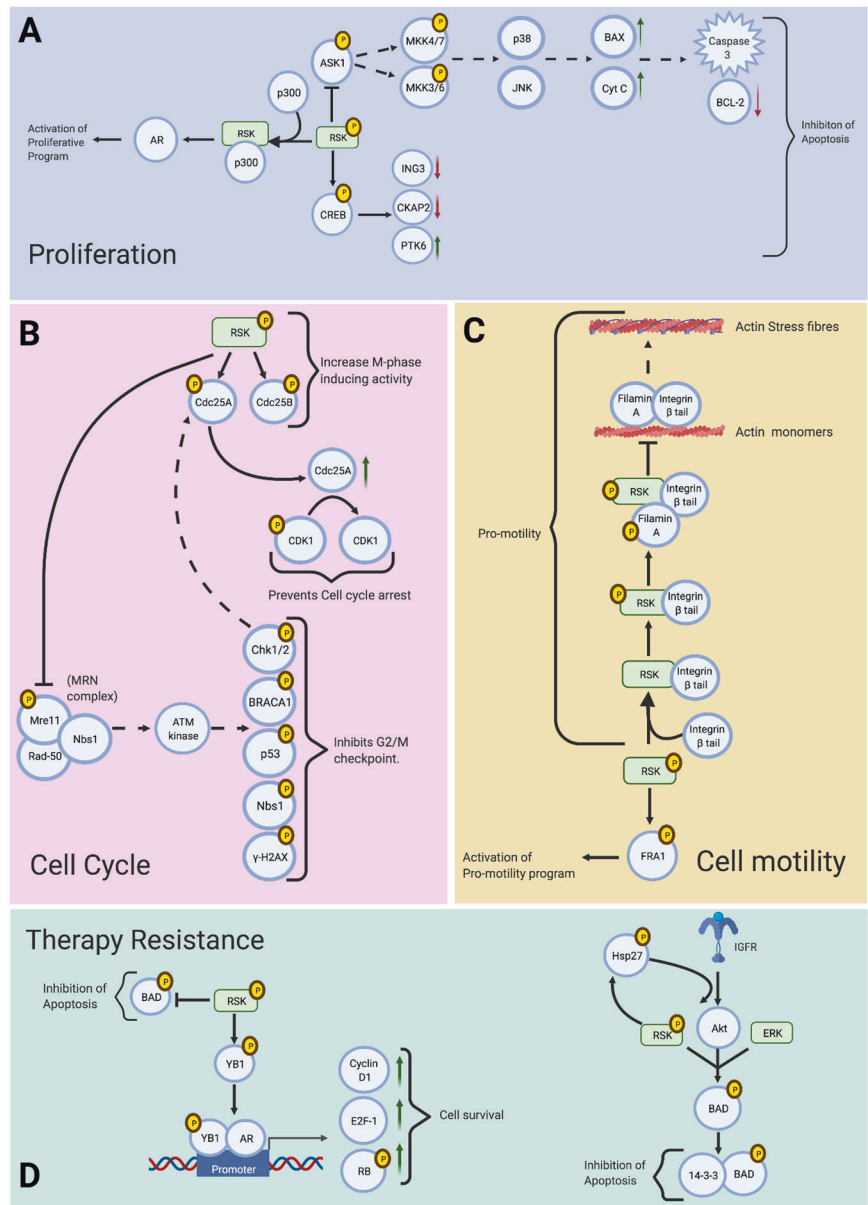 A
P
ASK1
P
MKK4/7
P
MKK3/6
p38
JNK
BAX
Cyt C
Caspase
3
BCL-2
Inhibiton of
Apoptosis
p300
Activation of
Proliferative
Program
AR
RSK
p300
P
RSK
P
CREB
ING3
CKAP2
PTK6
Proliferation
B
P
RSK
P
Cdc25A
P
Cdc25B
Increase M-phase
inducing activity
Cdc25A
P
CDK1
CDK1
Prevents Cell cycle arrest
P
Chk1/2
P
BRACA1
P
p53
P
Nbs1
P
γ-H2AX
Inhibits G2/M
checkpoint.
(MRN
complex)
P
Mre11
Nbs1
Rad-50
ATM
kinase
Cell Cycle
C
Actin Stress fibres
Filamin
A
Integrin
β tail
Actin monomers
P
RSK
Integrin
β tail
Filamin
A
P
Pro-motility
P
RSK
Integrin
β tail
RSK
Integrin
β tail
Integrin
β tail
P
RSK
P
FRA1
Activation of
Pro-motility program
Cell motility
Therapy Resistance
Inhibition of
Apoptosis
P
BAD
P
RSK
P
YB1
P
YB1
AR
Promoter
Cyclin
D1
E2F-1
P
RB
Cell survival
D
P
Hsp27
IGFR
P
RSK
Akt
ERK
P
BAD
Inhibition of
Apoptosis
14-3-3
P
BAD